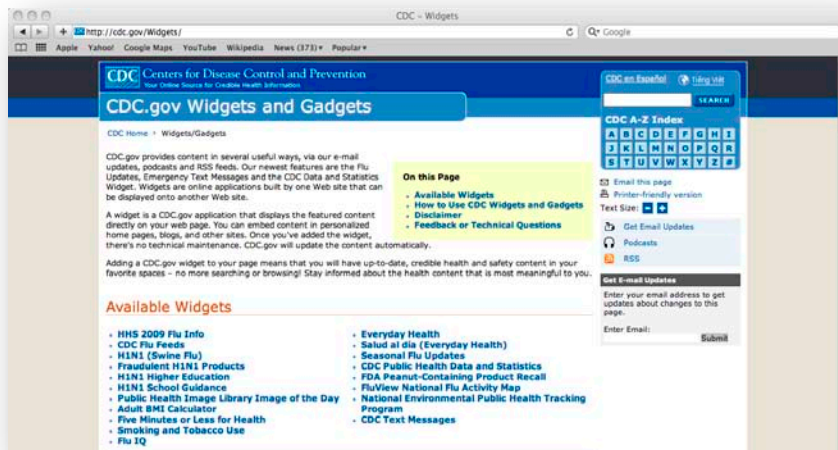 CDC – Widgets
http://cdc.gov/Widgets/
Google
Apple Yahoo! Google Maps YouTube Wikipedia News (373) Popular
CDC Centers for Disease Control and Prevention
Your Online Source for Credible Health Information
CDC.gov Widgets and Gadgets
CDC Home Widgets/Gadgets
CDC.gov provides content in several useful ways, via our e-mail
updates, podcasts and RSS feeds. Our newest features are the Flu
Updates, Emergency Text Messages and the CDC Data and Statistics
Widget. Widgets are online applications built by one Web site that can
be displayed onto another Web site.
A widget is a CDC.gov application that displays the featured content
directly on your web page. You can embed content in personalized
home pages, blogs, and other sites. Once you've added the widget,
there's no technical maintenance. CDC.gov will update the content automatically.
Adding a CDC.gov widget to your page means that you will have up-to-date, credible health and safety content in your
favorite spaces – no more searching or browsing! Stay informed about the health content that is most meaningful to you.
On this Page
Available Widgets
How to Use CDC Widgets and Gadgets
Disclaimer
Feedback or Technical Questions
Available Widgets
HHS 2009 Flu Info
CDC Flu Feeds
H1N1 (Swine Flu)
Fraudulent H1N1 Products
H1N1 Higher Education
H1N1 School Guidance
Public Health Image Library Image of the Day
Adult BMI Calculator
Five Minutes or Less for Health
Smoking and Tobacco Use
Flu IQ
Everyday Health
Salud al dia (Everyday Health)
Seasonal Flu Updates
CDC Public Health Data and Statistics
FDA Peanut-Containing Product Recall
FluView National Flu Activity Map
National Environmental Public Health Tracking
Program
CDC Text Messages
CDC en Español Tiếng Việt
SEARCH
CDC A-Z Index
A B C D E F G H I
J K L M N O P Q R
S T U V W X Y Z #
Email this page
Printer-friendly version
Text Size: - +
Get Email Updates
Podcasts
RSS
Get E-mail Updates
Enter your email address to get
updates about changes to this
page.
Enter Email:
Submit